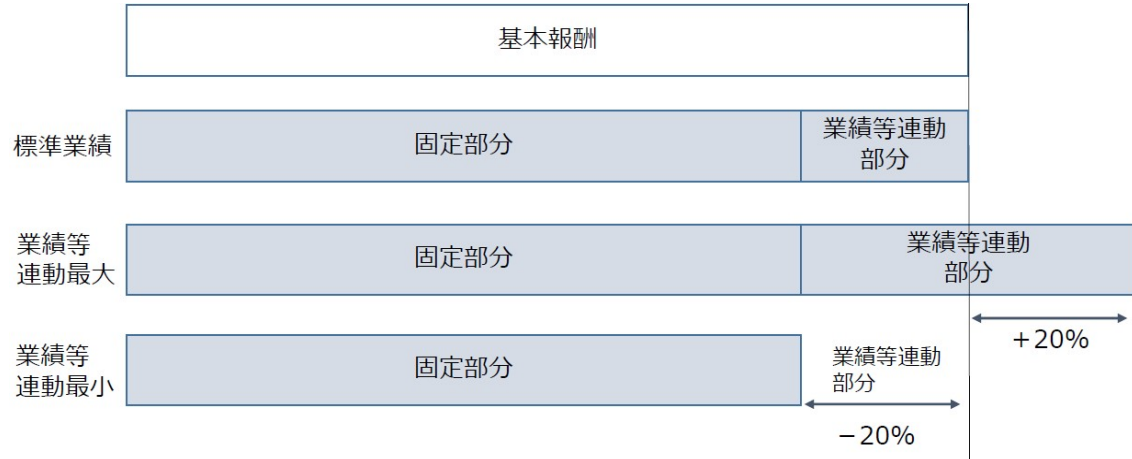 基本報酬
標準業績
固定部分
業績等連動
部分
業績等
連動最大
固定部分
業績等連動
部分
+20%
業績等
連動最小
固定部分
業績等連動
部分
－20%